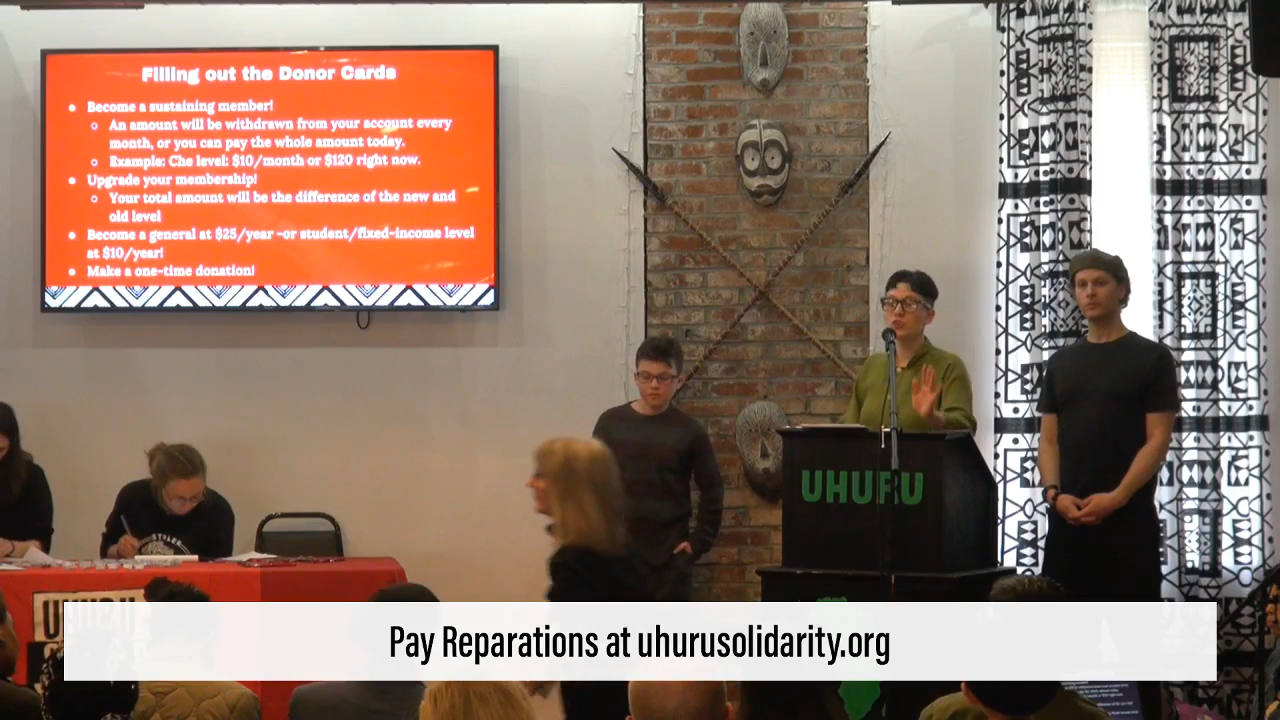 Filling out the Donor Cards
● Become a sustaining member!
○ An amount will be withdrawn from your account every
month, or you can pay the whole amount today.
○ Example: Che level: $10/month or $120 right now.
● Upgrade your membership!
○ Your total amount will be the difference of the new and
old level
● Become a general at $25/year -or student/fixed-income level
at $10/year!
● Make a one-time donation!
UHURU
UHURU
Pay Reparations at uhurusolidarity.org